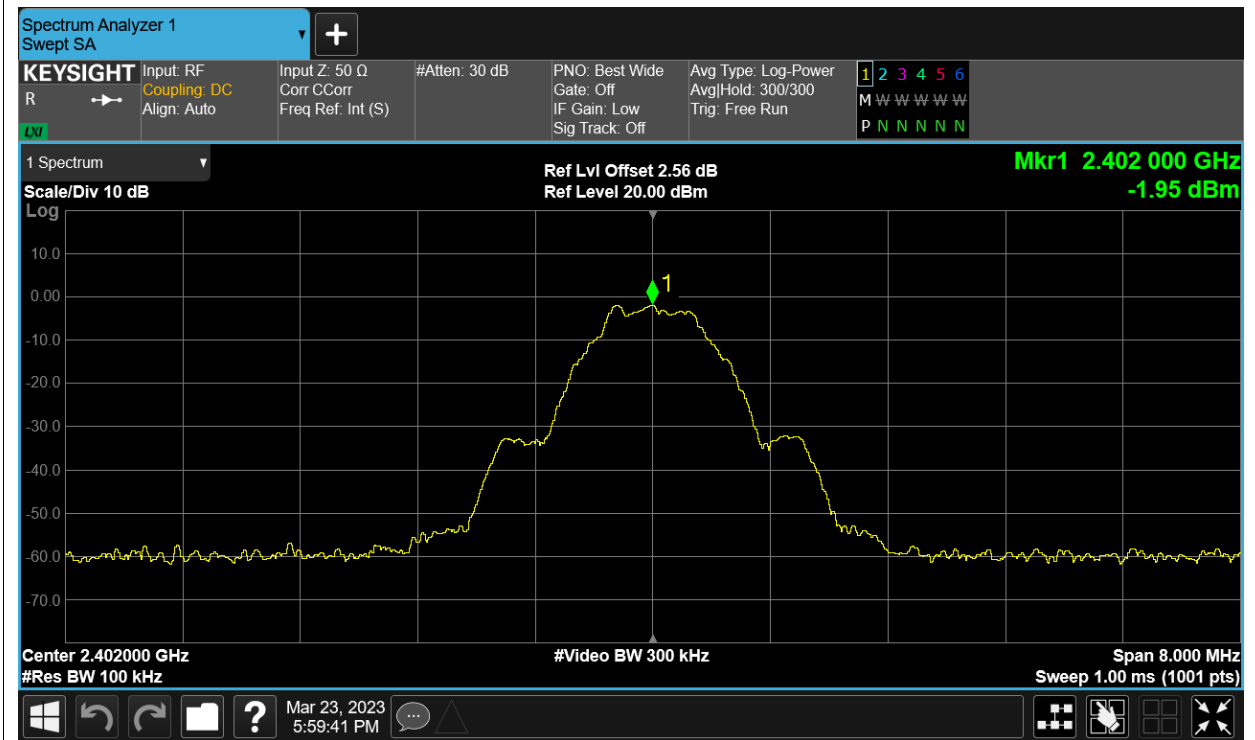 Spectrum Analyzer 1
Swept SA
+
KEYSIGHT
R
LXI
Input: RF
Coupling: DC
Align: Auto
Input Z: 50 Ω
Corr CCorr
Freq Ref: Int (S)
#Atten: 30 dB
PNO: Best Wide
Gate: Off
IF Gain: Low
Sig Track: Off
Avg Type: Log-Power
Avg|Hold: 300/300
Trig: Free Run
1 2 3 4 5 6
M W W W W W
P N N N N N
1 Spectrum
Scale/Div 10 dB
Log
Ref Lvl Offset 2.56 dB
Ref Level 20.00 dBm
Mkr1 2.402 000 GHz
-1.95 dBm
10.0
0.00
-10.0
-20.0
-30.0
-40.0
-50.0
-60.0
-70.0
1
Center 2.402000 GHz
#Res BW 100 kHz
#Video BW 300 kHz
Span 8.000 MHz
Sweep 1.00 ms (1001 pts)
?
Mar 23, 2023
5:59:41 PM